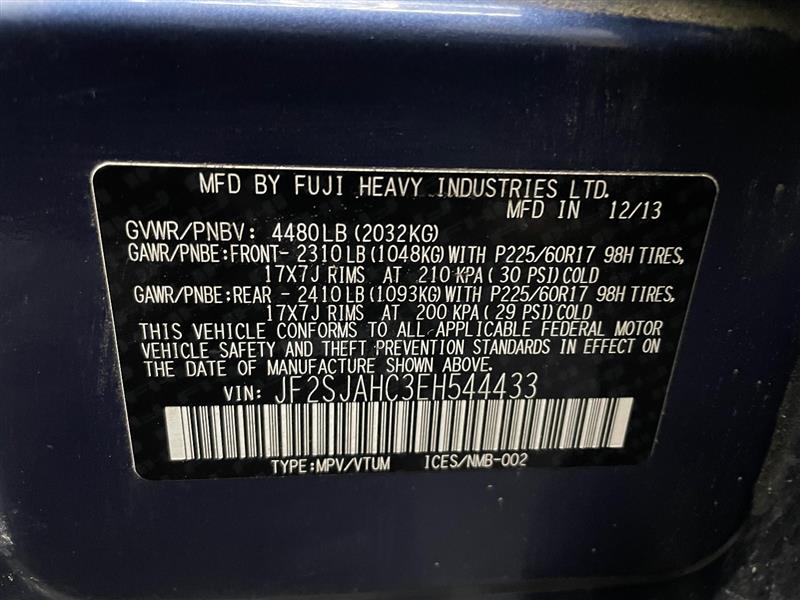 MFD BY FUJI HEAVY INDUSTRIES LTD.
MFD IN 12/13
GVWR/PNBV: 4480LB(2032KG)
GAWR/PNBE:FRONT- 2310LB(1048KG)WITH P225/60R17 98H TIRES,
17X7J RIMS AT 210 KPA(30 PSI)COLD
GAWR/PNBE:REAR - 2410LB(1093KG)WITH P225/60R17 98H TIRES,
17X7J RIMS AT 200 KPA(29 PSI)COLD
THIS VEHICLE CONFORMS TO ALL APPLICABLE FEDERAL MOTOR
VEHICLE SAFETY AND THEFT PREVENTION STANDARDS IN EFFECT ON
THE DATE OF MANUFACTURE SHOWN ABOVE.
VIN: JF2SJAHC3EH544433
TYPE:MPV/VTUM ICES/NMB-002